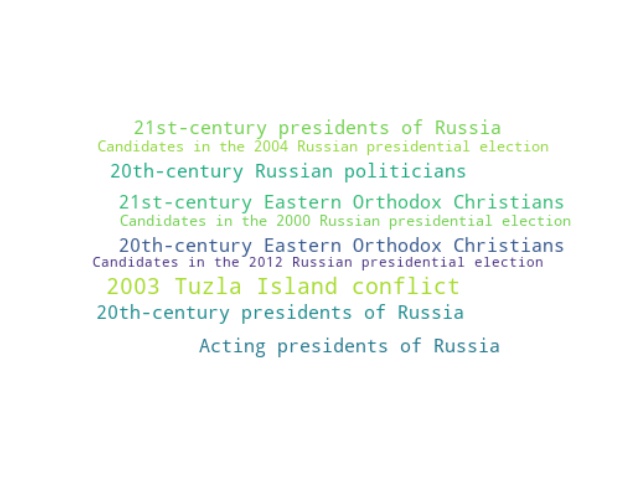 21st-century presidents of Russia
Candidates in the 2004 Russian presidential election
20th-century Russian politicians
21st-century Eastern Orthodox Christians
Candidates in the 2000 Russian presidential election
20th-century Eastern Orthodox Christians
Candidates in the 2012 Russian presidential election
2003 Tuzla Island conflict
20th-century presidents of Russia
Acting presidents of Russia